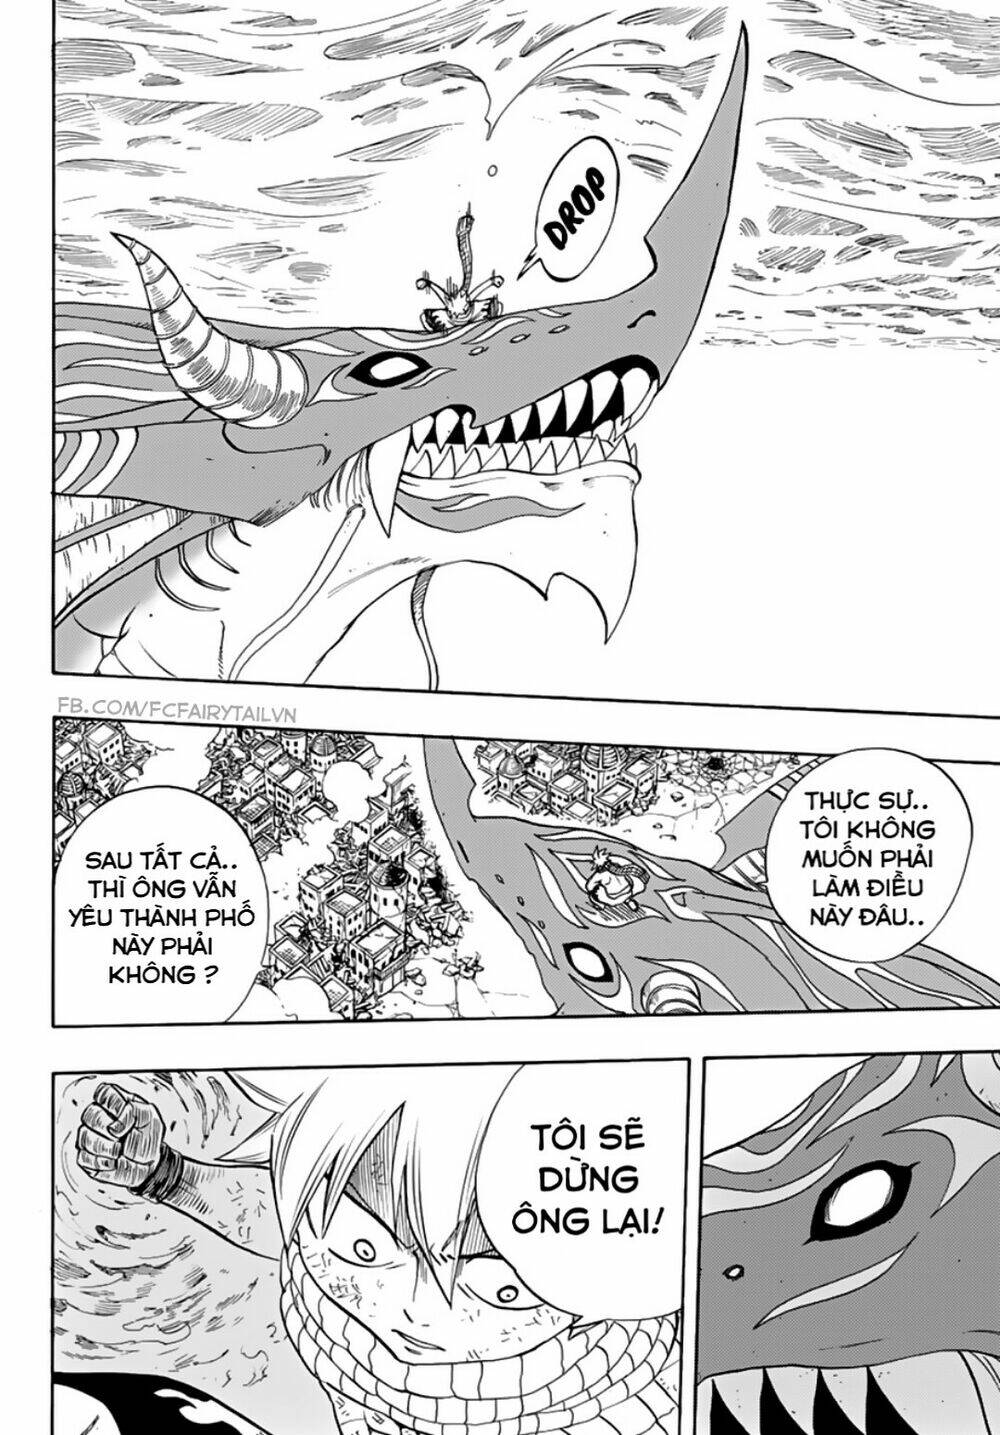 DROP
FB.COM/FCFAIRYTAILVN
THỰC SỰ..
TÔI KHÔNG
MUỐN PHẢI
LÀM ĐIỀU
NÀY ĐÂU..
SAU TẤT CẢ..
THÌ ÔNG VẪN
YÊU THÀNH PHỐ
NÀY PHẢI
KHÔNG ?
TÔI SẼ
DỪNG
ÔNG LẠI!